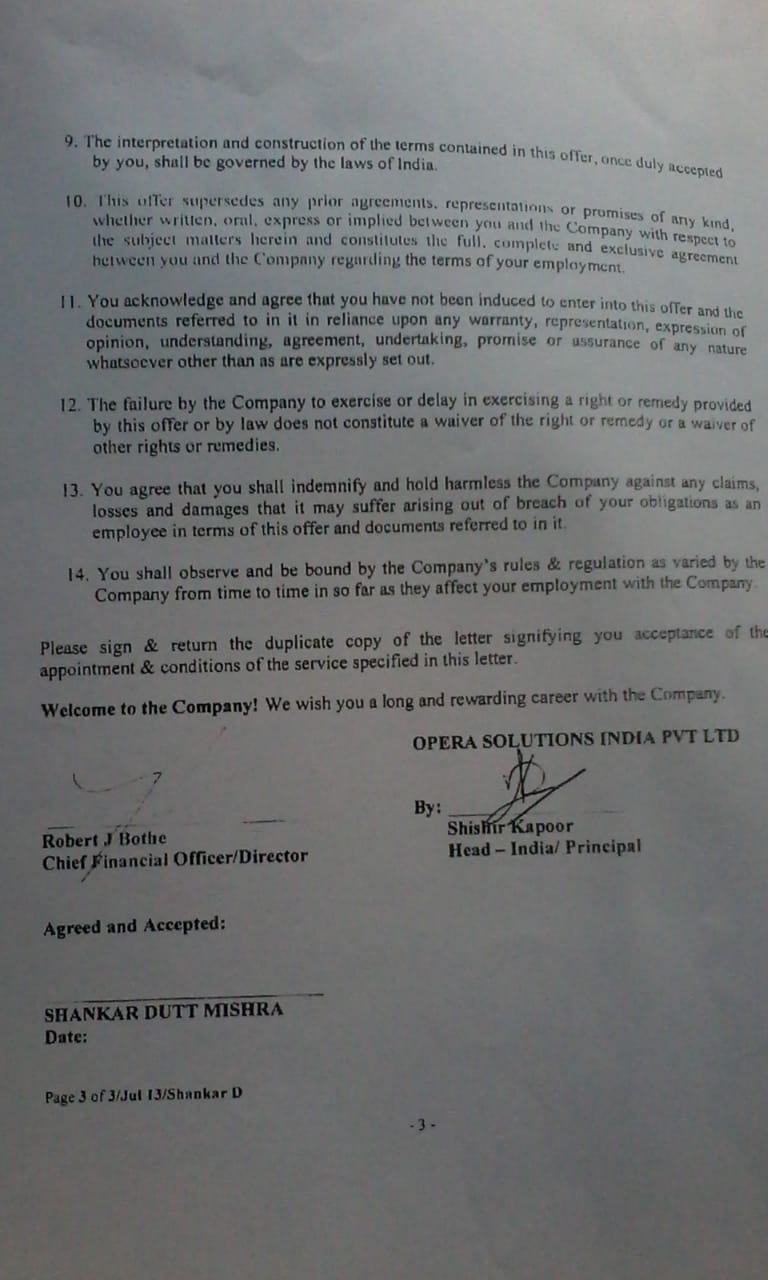 9. The interpretation and construction of the terms contained in this offer, once duly accepted
by you, shall be governed by the laws of India.
10. This offer supersedes any prior agreements, representations or promises of any kind,
whether written, oral, express or implied between you and the Company with respect to
the subject matters herein and constitutes the full, complete and exclusive agreement
between you and the Company regarding the terms of your employment.
11. You acknowledge and agree that you have not been induced to enter into this offer and the
documents referred to in it in reliance upon any warranty, representation, expression of
opinion, understanding, agreement, undertaking, promise or assurance of any nature
whatsoever other than as are expressly set out.
12. The failure by the Company to exercise or delay in exercising a right or remedy provided
by this offer or by law does not constitute a waiver of the right or remedy or a waiver of
other rights or remedies.
13. You agree that you shall indemnify and hold harmless the Company against any claims,
losses and damages that it may suffer arising out of breach of your obligations as an
employee in terms of this offer and documents referred to in it.
14. You shall observe and be bound by the Company's rules & regulation as varied by the
Company from time to time in so far as they affect your employment with the Company.
Please sign & return the duplicate copy of the letter signifying you acceptance of the
appointment & conditions of the service specified in this letter.
Welcome to the Company! We wish you a long and rewarding career with the Company.
OPERA SOLUTIONS INDIA PVT LTD
By:
Robert J Bothe
Chief Financial Officer/Director
Shishir Kapoor
Head – India/ Principal
Agreed and Accepted:
SHANKAR DUTT MISHRA
Date:
Page 3 of 3/Jul 13/Shankar D
- 3 -